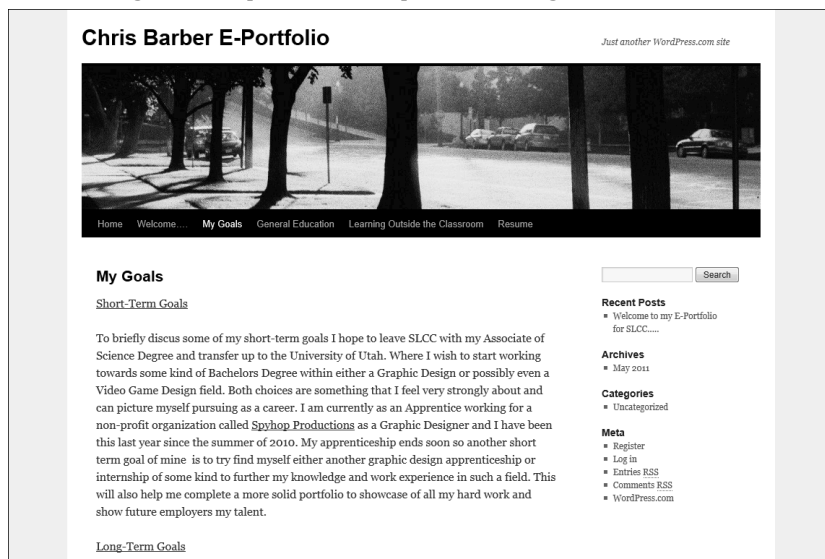 Chris Barber E-Portfolio
Just another WordPress.com site
Home Welcome.... My Goals General Education Learning Outside the Classroom Resume
My Goals
Short-Term Goals
To briefly discus some of my short-term goals I hope to leave SLCC with my Associate of
Science Degree and transfer up to the University of Utah. Where I wish to start working
towards some kind of Bachelors Degree within either a Graphic Design or possibly even a
Video Game Design field. Both choices are something that I feel very strongly about and
can picture myself pursuing as a career. I am currently as an Apprentice working for a
non-profit organization called Spyhop Productions as a Graphic Designer and I have been
this last year since the summer of 2010. My apprenticeship ends soon so another short
term goal of mine is to try find myself either another graphic design apprenticeship or
internship of some kind to further my knowledge and work experience in such a field. This
will also help me complete a more solid portfolio to showcase of all my hard work and
show future employers my talent.
Long-Term Goals
Search
Recent Posts
Welcome to my E-Portfolio
for SLCC.....
Archives
May 2011
Categories
Uncategorized
Meta
Register
Log in
Entries RSS
Comments RSS
WordPress.com